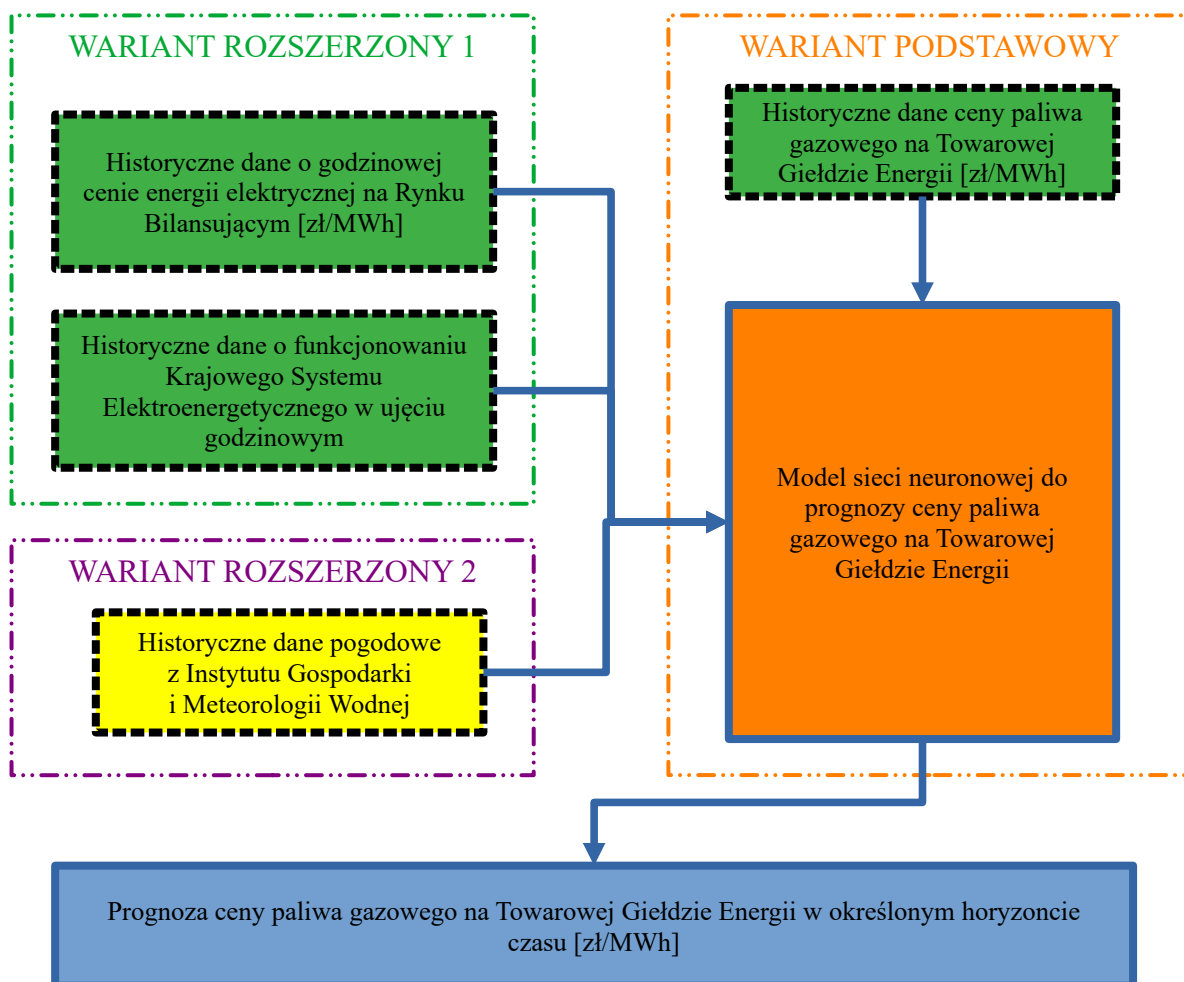 WARIANT ROZSZERZONY 1
Historyczne dane o godzinowej
cenie energii elektrycznej na Rynku
Bilansującym [zł/MWh]
Historyczne dane o funkcjonowaniu
Krajowego Systemu
Elektroenergetycznego w ujęciu
godzinowym
WARIANT ROZSZERZONY 2
Historyczne dane pogodowe
z Instytutu Gospodarki
i Meteorologii Wodnej
WARIANT PODSTAWOWY
Historyczne dane ceny paliwa
gazowego na Towarowej
Giełdzie Energii [zł/MWh]
Model sieci neuronowej do
prognozy ceny paliwa
gazowego na Towarowej
Giełdzie Energii
Prognoza ceny paliwa gazowego na Towarowej Giełdzie Energii w określonym horyzoncie
czasu [zł/MWh]